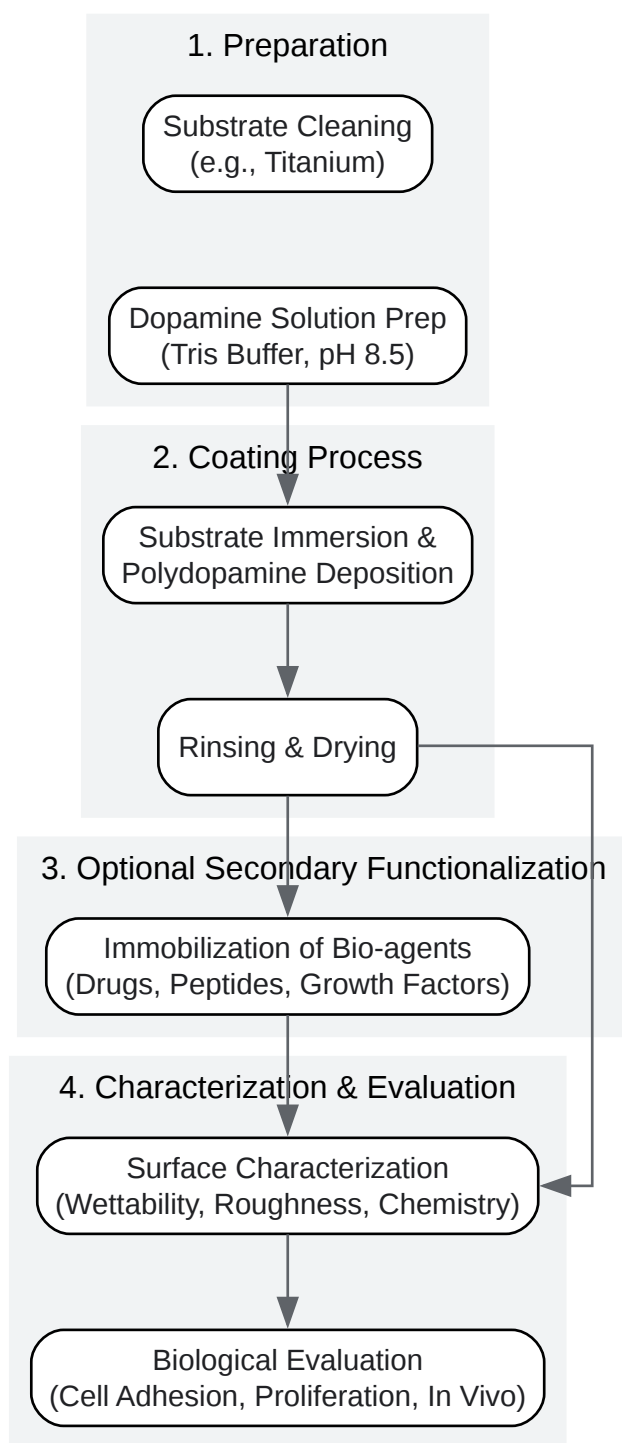 1. Preparation
Substrate Cleaning
(e.g., Titanium)
Dopamine Solution Prep
(Tris Buffer, pH 8.5)
2. Coating Process
Substrate Immersion &
Polydopamine Deposition
Rinsing & Drying
3. Optional Secondary Functionalization
Immobilization of Bio-agents
(Drugs, Peptides, Growth Factors)
4. Characterization & Evaluation
Surface Characterization
(Wettability, Roughness, Chemistry)
Biological Evaluation
(Cell Adhesion, Proliferation, In Vivo)